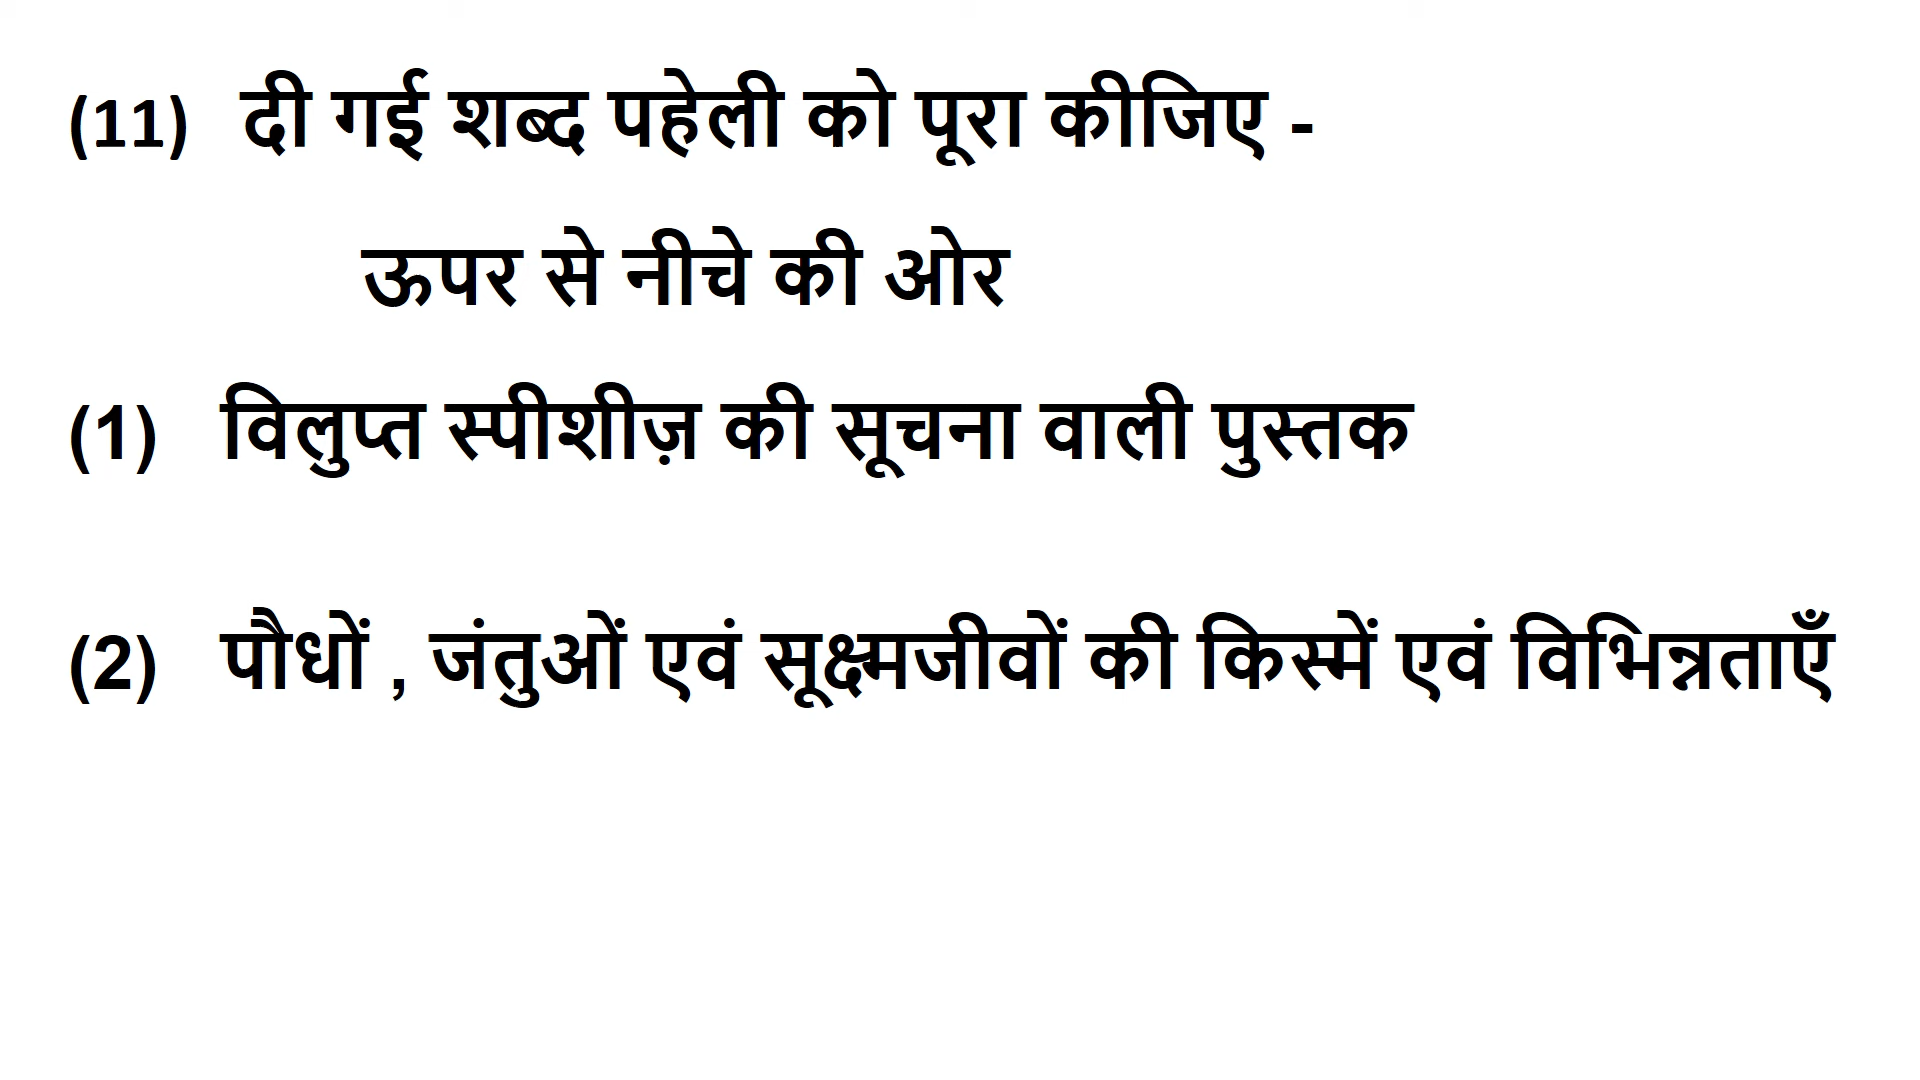 (11) दी गई शब्द पहेली को पूरा कीजिए -
ऊपर से नीचे की ओर
(1) विलुप्त स्पीशीज़ की सूचना वाली पुस्तक
(2) पौधों , जंतुओं एवं सूक्ष्मजीवों की किस्में एवं विभिन्नताएँ